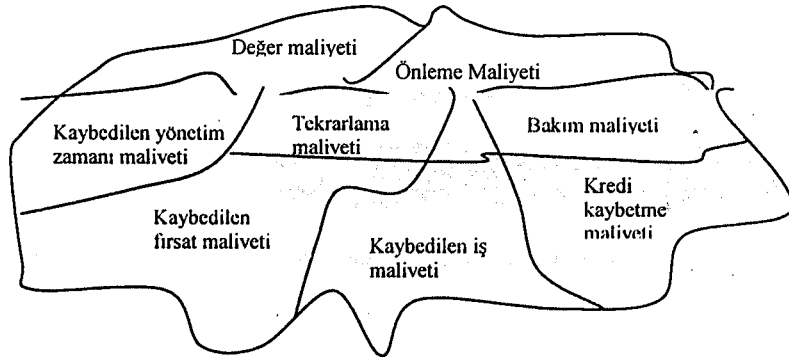 Değer maliyeti
Önleme Maliyeti
Kaybedilen yönetim
zamanı maliyeti
Tekrarlama
maliyeti
Bakım maliyeti
Kaybedilen
fırsat maliyeti
Kaybedilen iş
maliyeti
Kredi
kaybetme
maliyeti